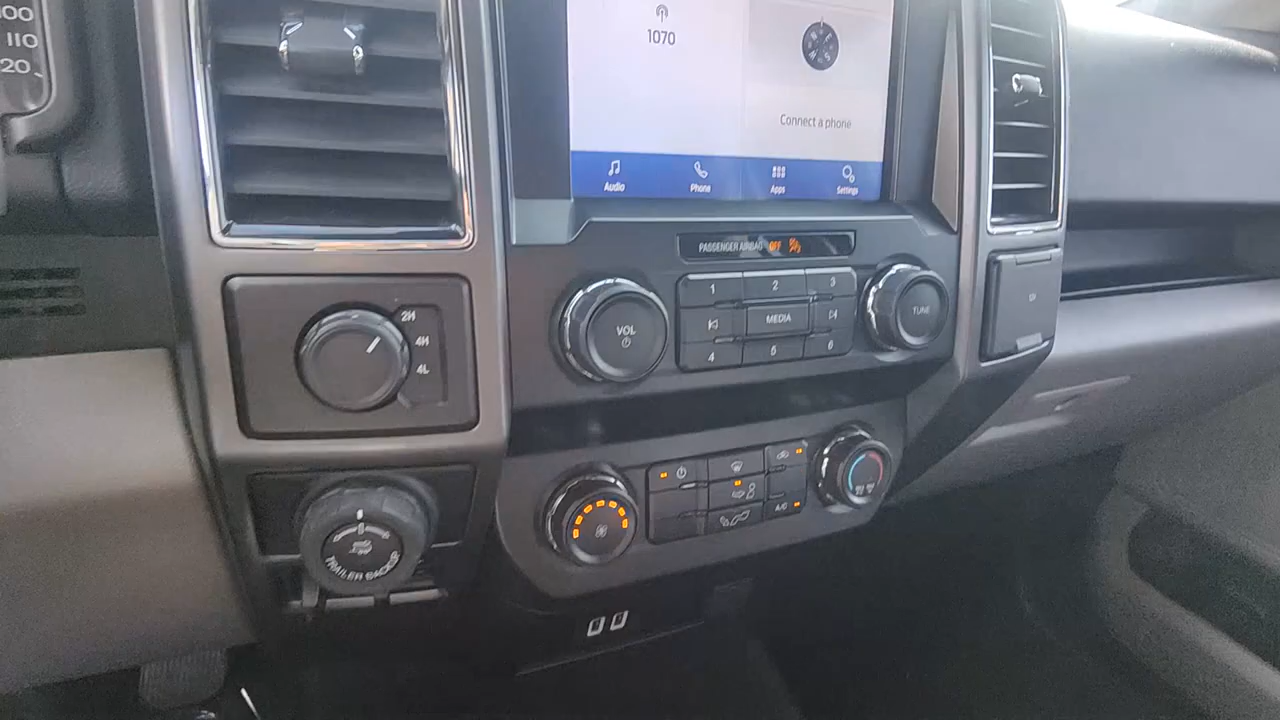 100
110
120
1070
Connect a phone
Audio
Phone
Apps
Settings
PASSENGER AIRBAG OFF
1
2
3
VOL
MEDIA
TUNE
4
5
6
2H
4H
4L
A/C
TRAILER BACKUP